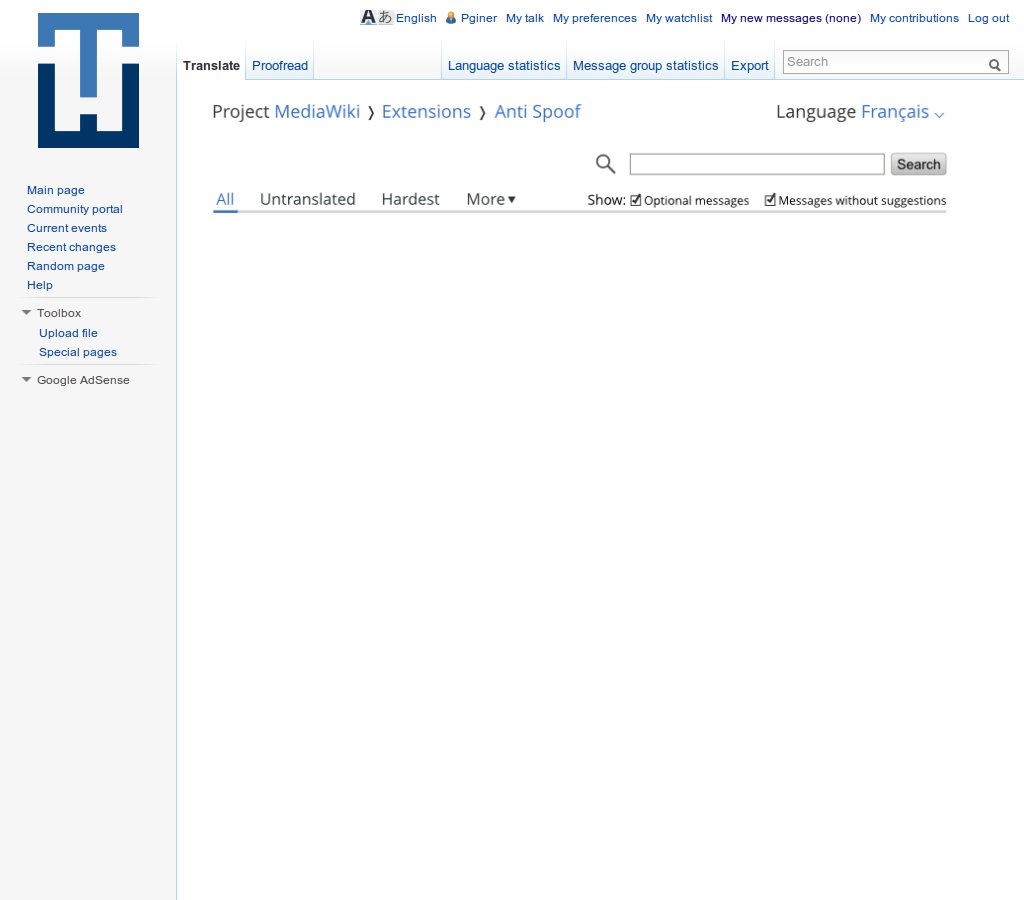 Aあ English Pginer My talk My preferences My watchlist My new messages (none) My contributions Log out
Translate Proofread Language statistics Message group statistics Export Search
Project MediaWiki ❭ Extensions ❭ Anti Spoof Language Français
Search
All Untranslated Hardest More ▾ Show: Optional messages Messages without suggestions
Main page
Community portal
Current events
Recent changes
Random page
Help
Toolbox
Upload file
Special pages
Google AdSense